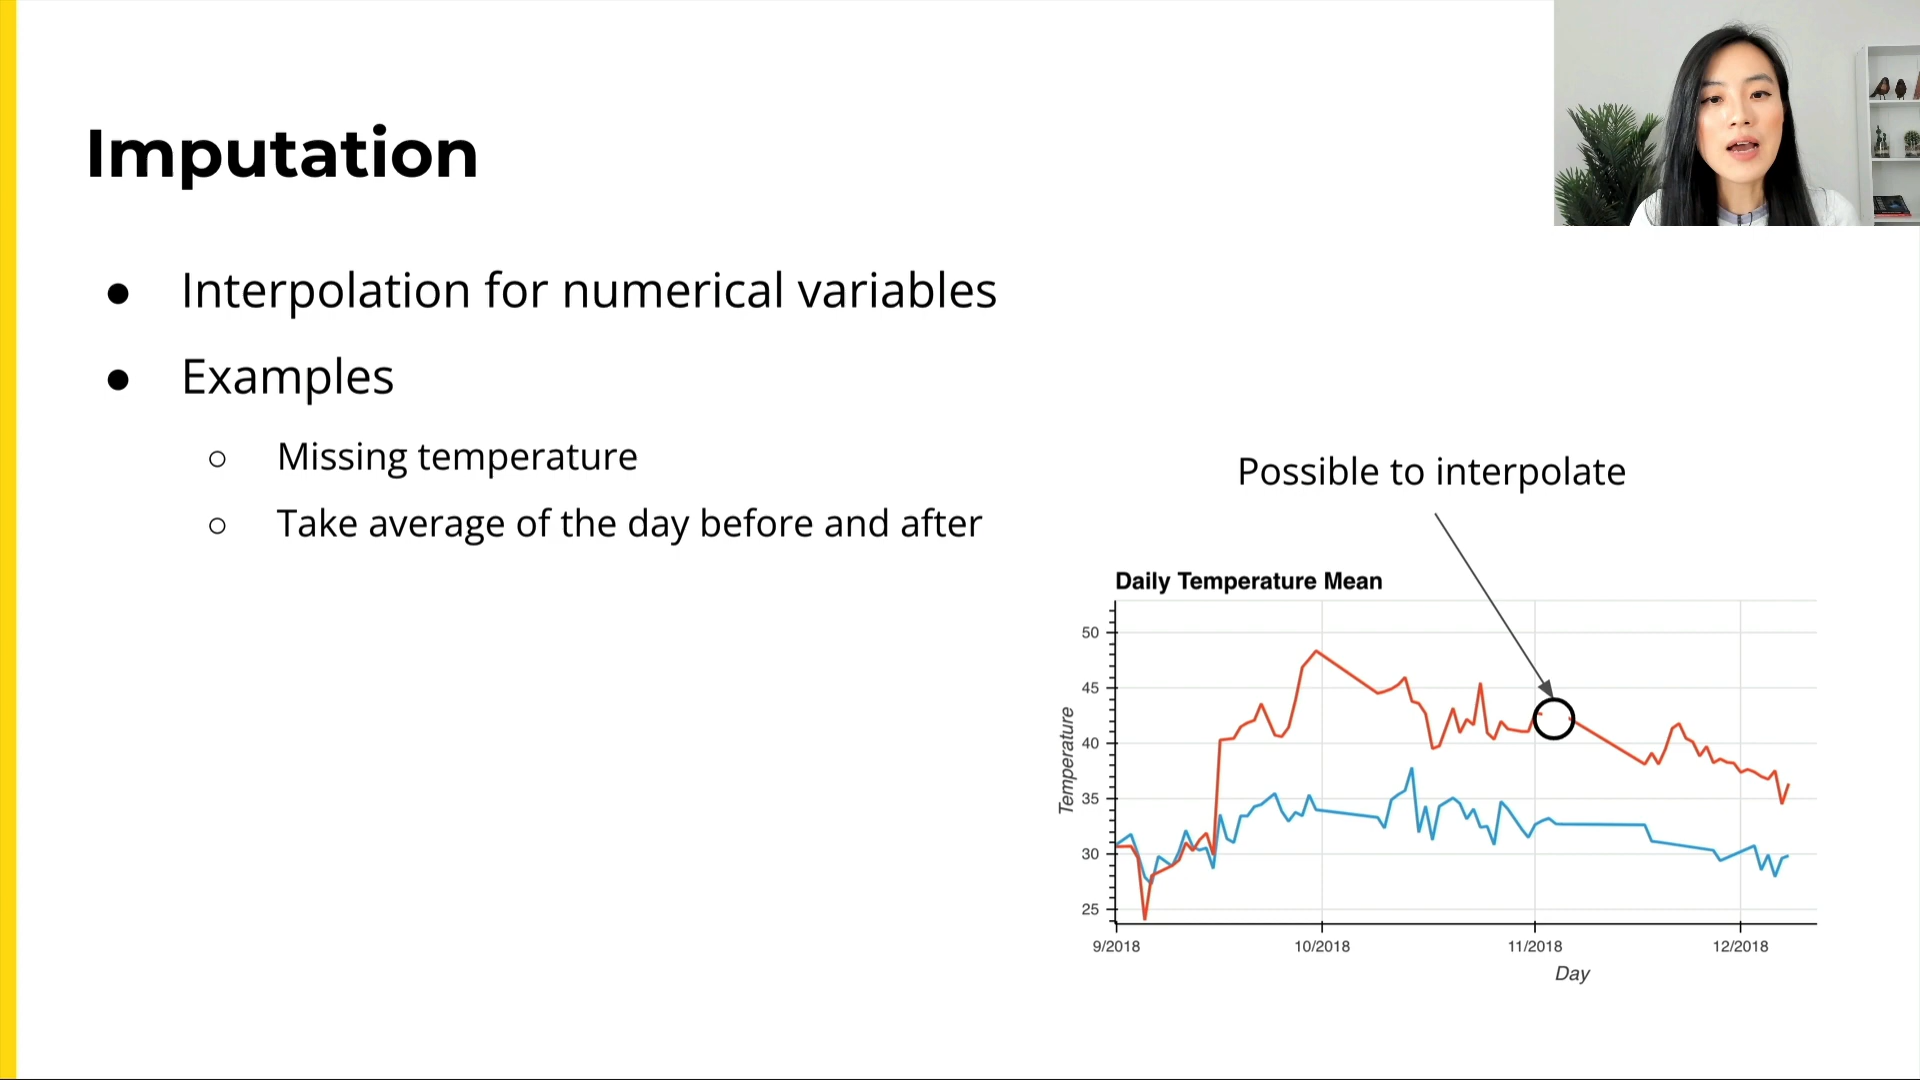 Imputation
● Interpolation for numerical variables
● Examples
○ Missing temperature
○ Take average of the day before and after
Possible to interpolate
Daily Temperature Mean
50
45
40
35
30
25
Temperature
9/2018
10/2018
11/2018
12/2018
Day